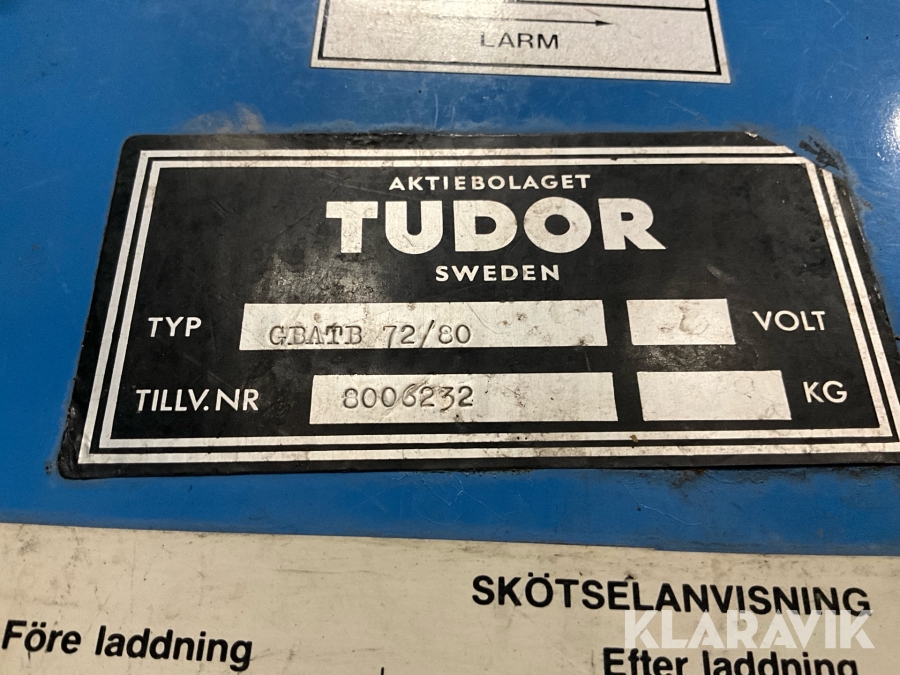 LARM
AKTIEBOLAGET
TUDOR
SWEDEN
TYP GBATB 72/80 VOLT
TILLV.NR 8006232 KG
SKÖTSELANVISNING
Före laddning
Efter laddning
KLARAVIK